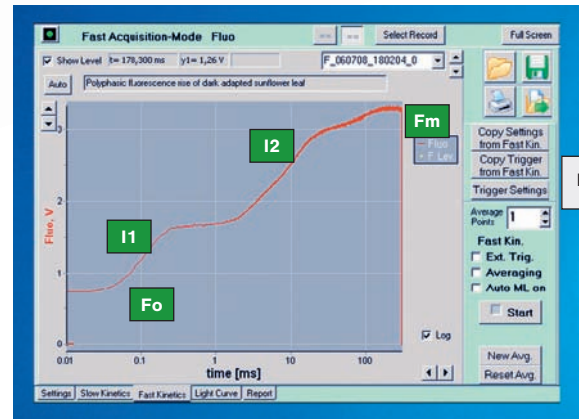 Fast Acquisition-Mode Fluo
Select Record
Full Screen
Show Level t= 178,300 ms y1= 1,26 V
F_060708_180204_0
Auto
Polyphasic fluorescence rise of dark adapted sunflower leaf
Fm
Fluo
F Lev
I2
I1
Fo
3
2
1
0
Fluo, V
0.01 0.1 1 10 100
time [ms]
Log
Copy Settings
from Fast Kin.
Copy Trigger
from Fast Kin.
Trigger Settings
Average
Points 1
Fast Kin.
Ext. Trig.
Averaging
Auto ML on
Start
New Avg.
Reset Avg.
Settings Slow Kinetics Fast Kinetics Light Curve Report